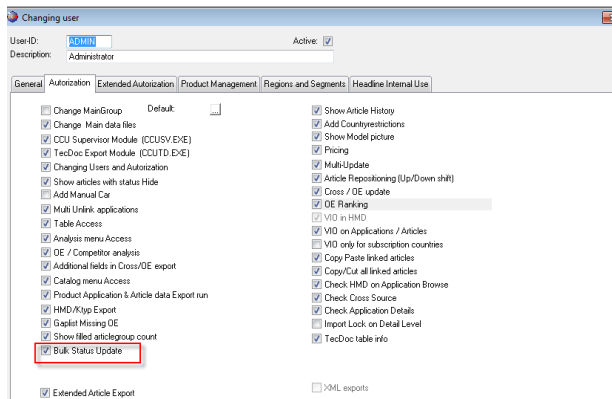 Changing user
User-ID: ADMIN Active:
Description: Administrator
General Autorization Extended Autorization Product Management Regions and Segments Headline Internal Use
Change MainGroup Default: ...
Change Main data files
CCU Supervisor Module (CCUSV.EXE)
TecDoc Export Module (CCUTD.EXE)
Changing Users and Authorization
Show articles with status Hide
Add Manual Car
Multi Unlink applications
Table Access
Analysis menu Access
OE / Competitor analysis
Additional fields in Cross/OE export
Catalog menu Access
Product Application & Article data Export run
HMD/Ktyp Export
Gaplist Missing OE
Show filled articlegroup count
Bulk Status Update
Extended Article Export
Show Article History
Add Countryrestrictions
Show Model picture
Pricing
Multi-Update
Article Repositioning (Up/Down shift)
Cross / OE update
OE Ranking
VIO in HMD
VIO on Applications / Articles
VIO only for subscription countries
Copy Paste linked articles
Copy/Cut all linked articles
Check HMD on Application Browse
Check Cross Source
Check Application Details
Import Lock on Detail Level
TecDoc table info
XML exports